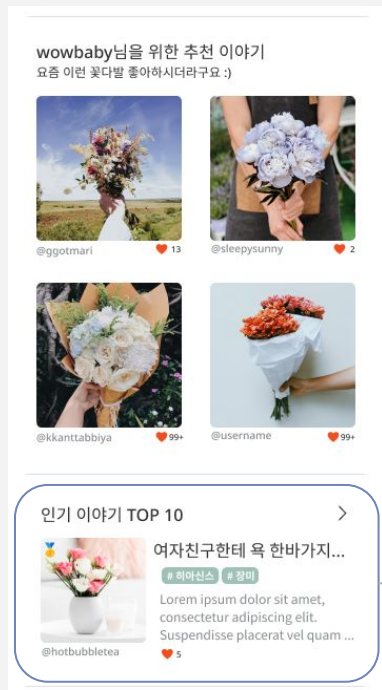 wowbaby님을 위한 추천 이야기
요즘 이런 꽃다발 좋아하시더라구요 :)
@ggotmari 13
@sleepysunny 2
@kkanttabbiya 99+
@username 99+
인기 이야기 TOP 10
여자친구한테 욕 한바가지...
# 히아신스 # 장미
Lorem ipsum dolor sit amet,
consectetur adipiscing elit.
Suspendisse placerat vel quam ...
@hotbubbletea 5